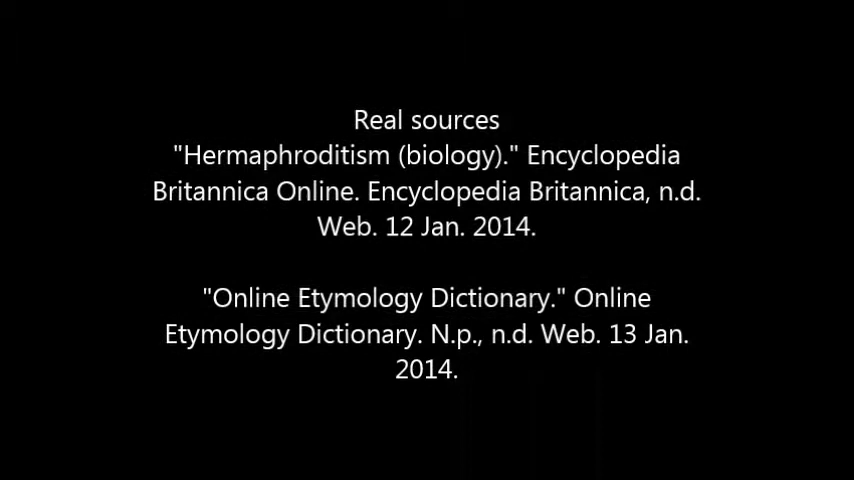 Real sources
"Hermaphroditism (biology)." Encyclopedia
Britannica Online. Encyclopedia Britannica, n.d.
Web. 12 Jan. 2014.
"Online Etymology Dictionary." Online
Etymology Dictionary. N.p., n.d. Web. 13 Jan.
2014.